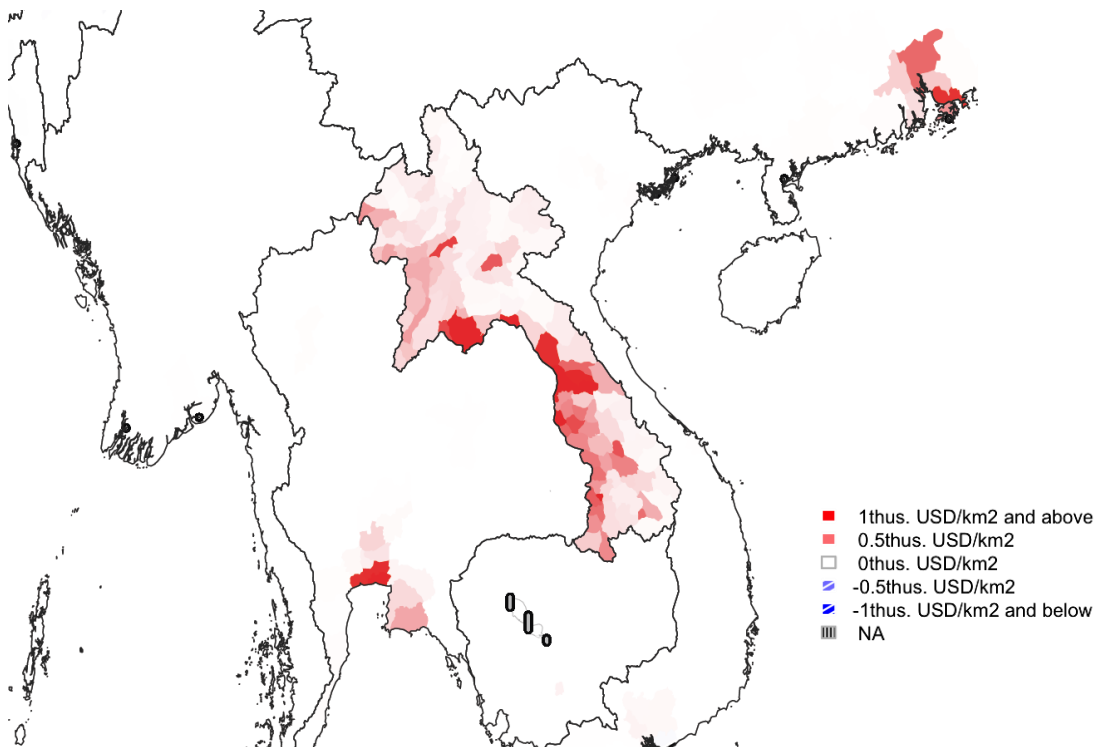 1thus. USD/km2 and above
0.5thus. USD/km2
0thus. USD/km2
-0.5thus. USD/km2
-1thus. USD/km2 and below
NA